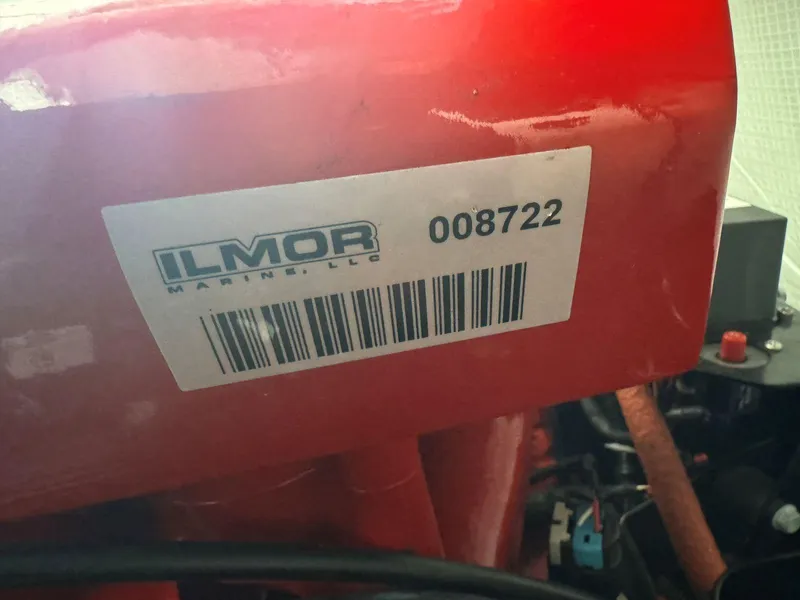 ILMOR
MARINE, LLC
008722